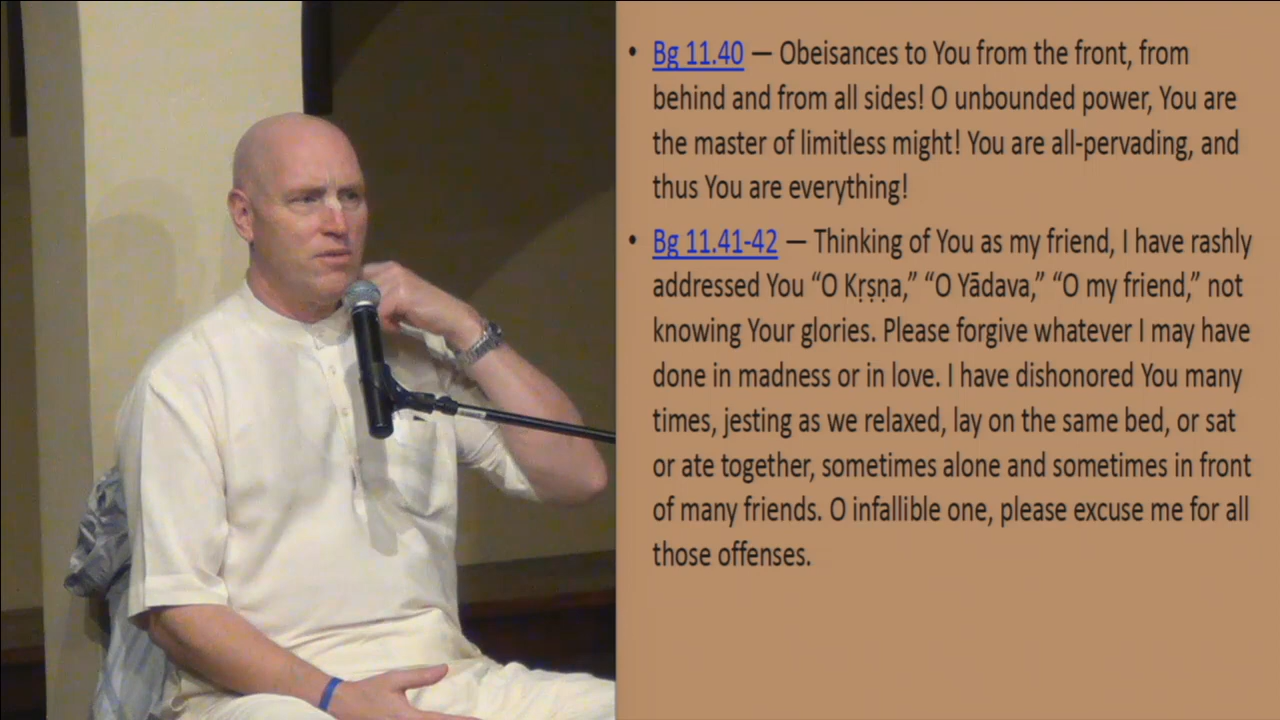 • Bg 11.40 — Obeisances to You from the front, from
behind and from all sides! O unbounded power, You are
the master of limitless might! You are all-pervading, and
thus You are everything!
• Bg 11.41-42 — Thinking of You as my friend, I have rashly
addressed You “O Kṛṣṇa,” “O Yādava,” “O my friend,” not
knowing Your glories. Please forgive whatever I may have
done in madness or in love. I have dishonored You many
times, jesting as we relaxed, lay on the same bed, or sat
or ate together, sometimes alone and sometimes in front
of many friends. O infallible one, please excuse me for all
those offenses.